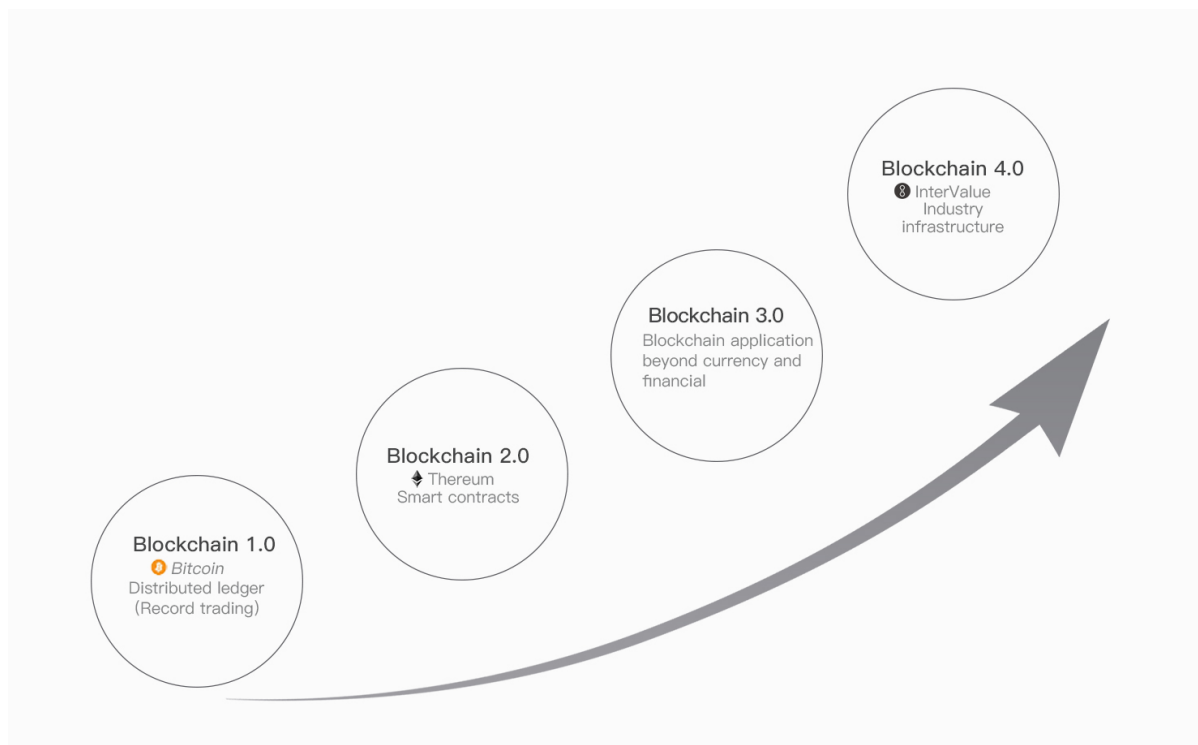 Blockchain 1.0
Bitcoin
Distributed ledger
(Record trading)
Blockchain 2.0
Thereum
Smart contracts
Blockchain 3.0
Blockchain application
beyond currency and
financial
Blockchain 4.0
InterValue
Industry
infrastructure